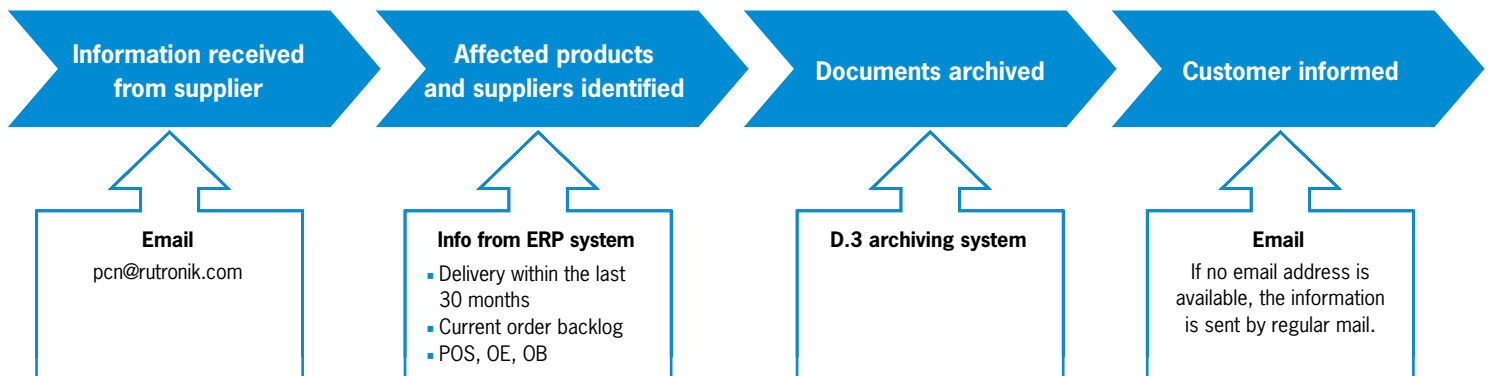 Information received
from supplier
Affected products
and suppliers identified
Documents archived
Customer informed
Email
pcn@rutronik.com
Info from ERP system
▪ Delivery within the last
30 months
▪ Current order backlog
▪ POS, OE, OB
D.3 archiving system
Email
If no email address is
available, the information
is sent by regular mail.